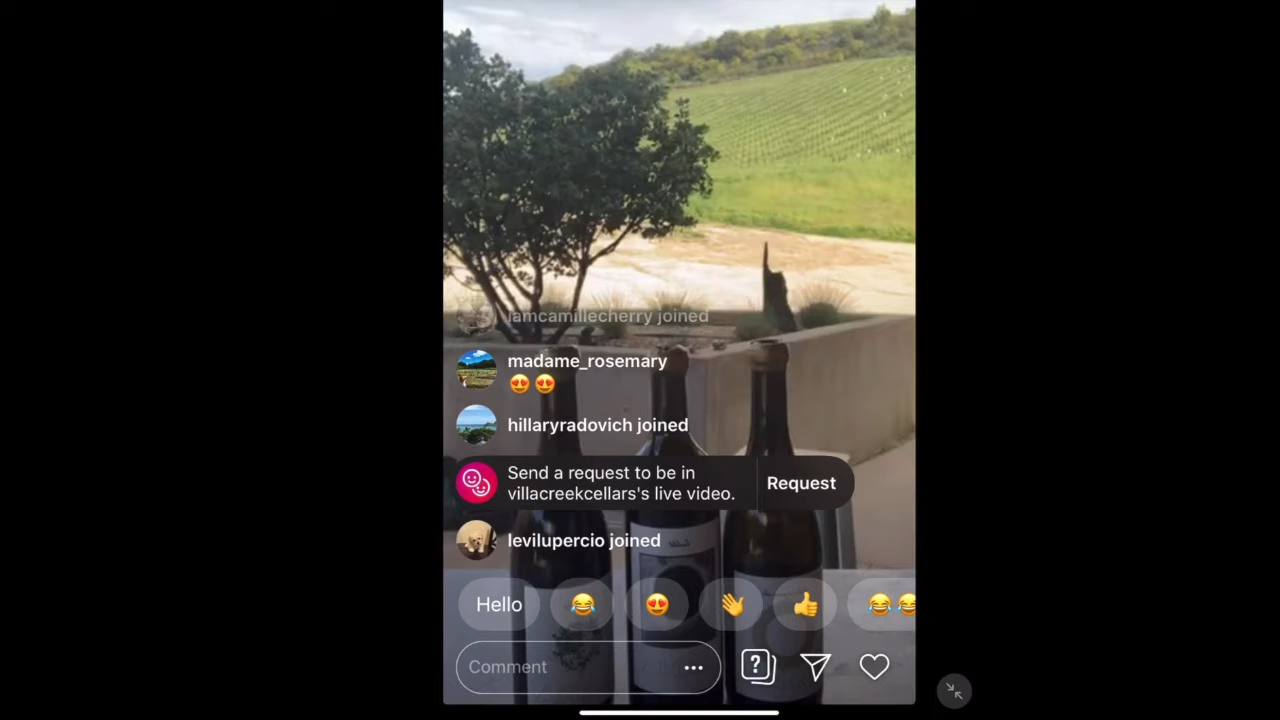 iamcamillecherry joined
madame_rosemary
😍😍
hillaryradovich joined
Send a request to be in
villacreekcellars's live video.
Request
levilupercio joined
Hello
Comment